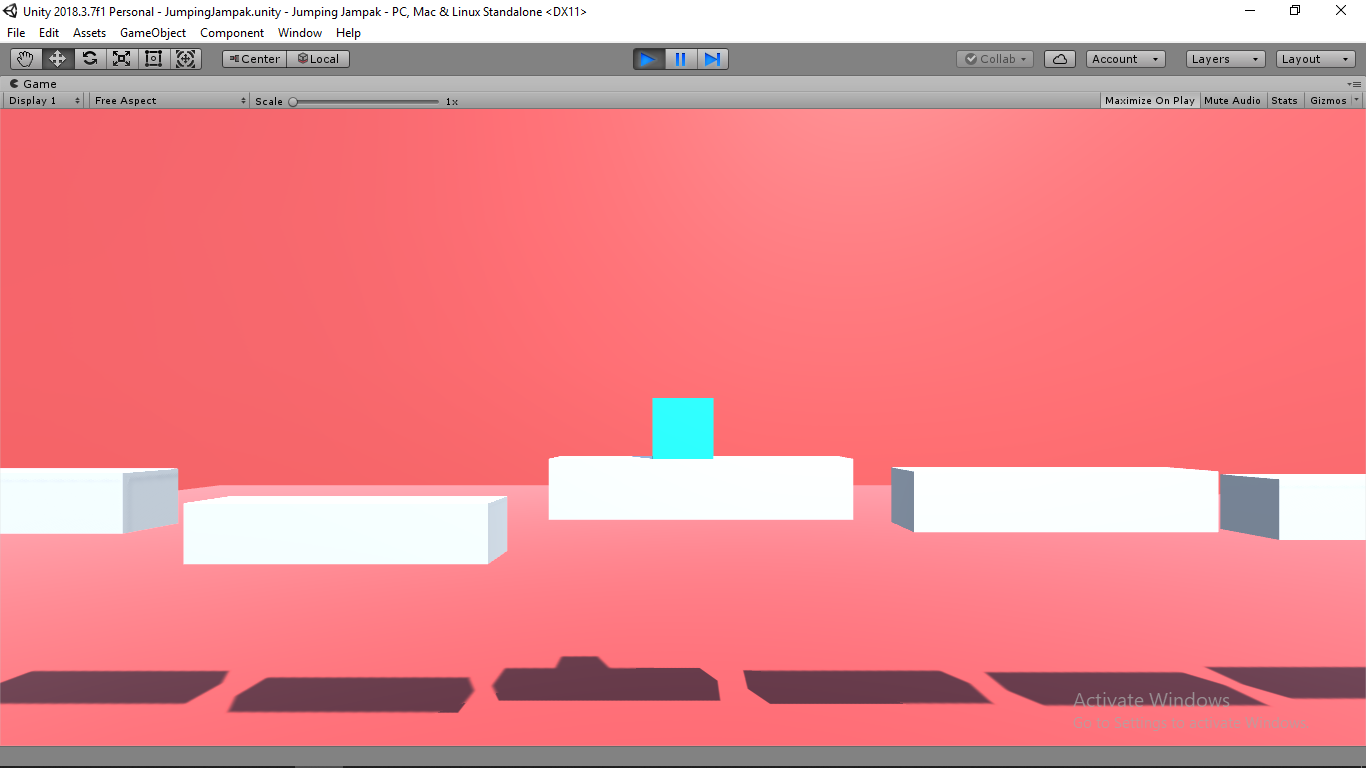 Unity 2018.3.7f1 Personal - JumpingJampak.unity - Jumping Jampak - PC, Mac & Linux Standalone <DX11>
File Edit Assets GameObject Component Window Help
Center Local Collab Account Layers Layout
Game
Display 1 Free Aspect Scale 1x Maximize On Play Mute Audio Stats Gizmos
Activate Windows
Go to Settings to activate Windows.